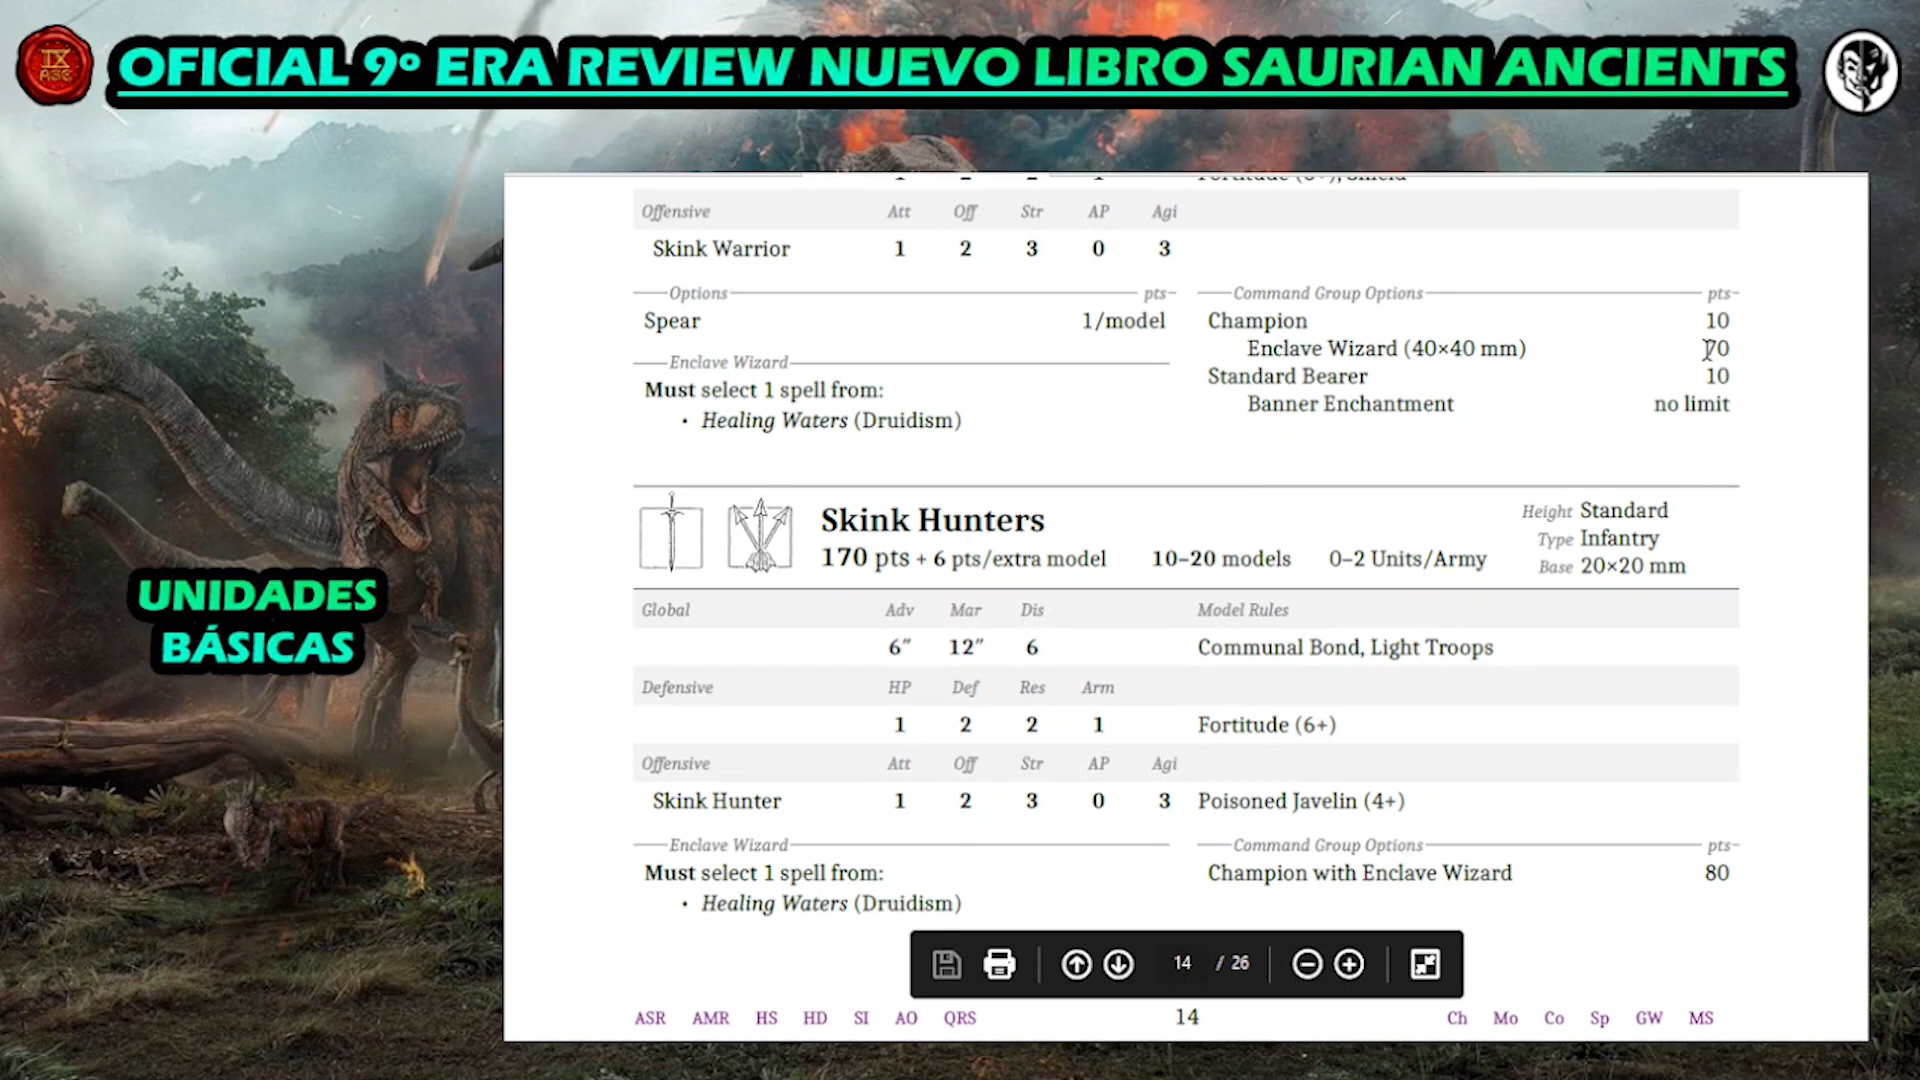 IX
AGE
OFICIAL 9º ERA REVIEW NUEVO LIBRO SAURIAN ANCIENTS
Offensive Att Off Str AP Agi
Skink Warrior 1 2 3 0 3
Options pts
Spear 1/model
Enclave Wizard
Must select 1 spell from:
• Healing Waters (Druidism)
Command Group Options pts
Champion 10
Enclave Wizard (40×40 mm) 70
Standard Bearer 10
Banner Enchantment no limit
UNIDADES
BÁSICAS
Skink Hunters
170 pts + 6 pts/extra model 10–20 models 0–2 Units/Army
Height Standard
Type Infantry
Base 20×20 mm
Global Adv Mar Dis Model Rules
6″ 12″ 6 Communal Bond, Light Troops
Defensive HP Def Res Arm
1 2 2 1 Fortitude (6+)
Offensive Att Off Str AP Agi
Skink Hunter 1 2 3 0 3 Poisoned Javelin (4+)
Enclave Wizard
Must select 1 spell from:
• Healing Waters (Druidism)
Command Group Options pts
Champion with Enclave Wizard 80
14 / 26
ASR AMR HS HD SI AO QRS 14 Ch Mo Co Sp GW MS